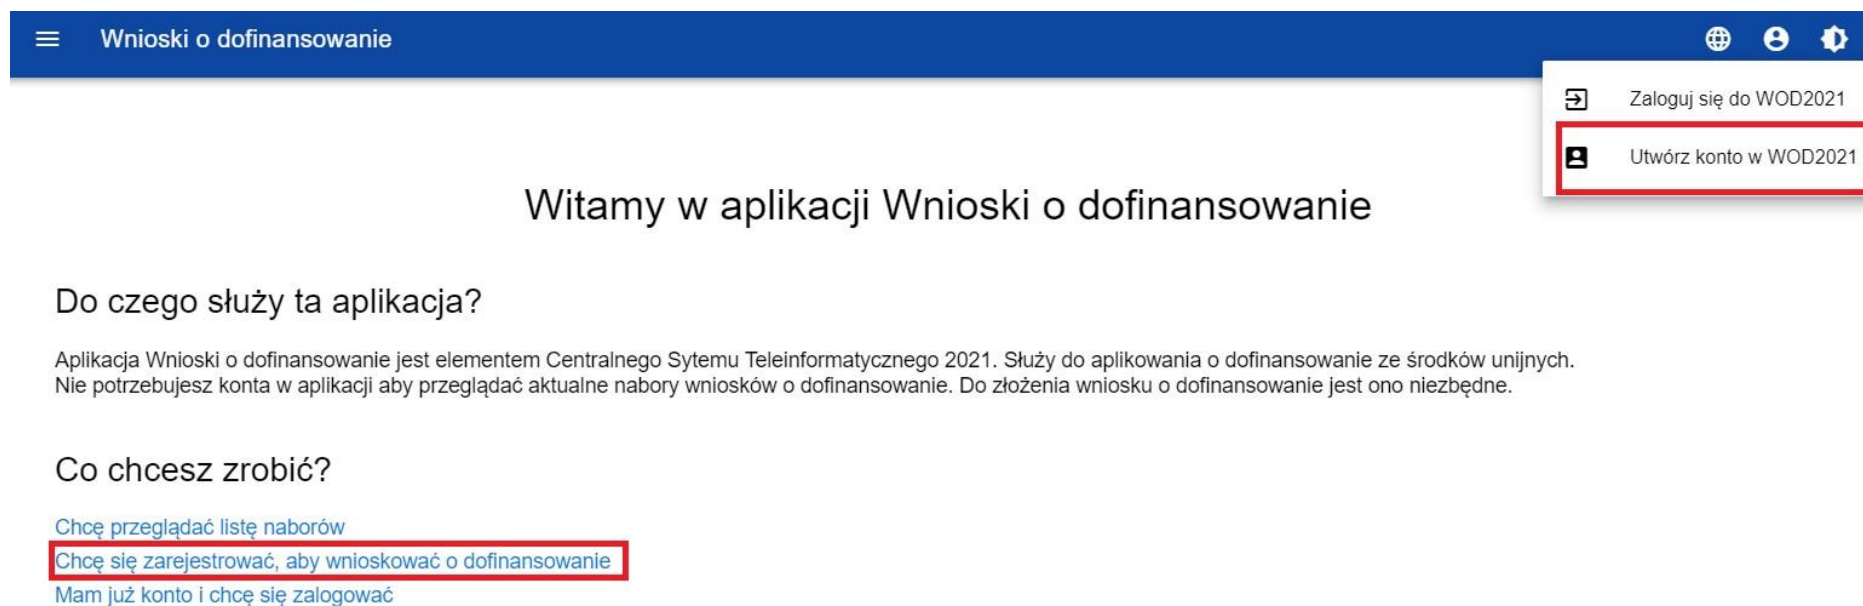 Wnioski o dofinansowanie
Zaloguj się do WOD2021
Utwórz konto w WOD2021
Witamy w aplikacji Wnioski o dofinansowanie
Do czego służy ta aplikacja?
Aplikacja Wnioski o dofinansowanie jest elementem Centralnego Sytemu Teleinformatycznego 2021. Służy do aplikowania o dofinansowanie ze środków unijnych.
Nie potrzebujesz konta w aplikacji aby przeglądać aktualne nabory wniosków o dofinansowanie. Do złożenia wniosku o dofinansowanie jest ono niezbędne.
Co chcesz zrobić?
Chcę przeglądać listę naborów
Chcę się zarejestrować, aby wnioskować o dofinansowanie
Mam już konto i chcę się zalogować